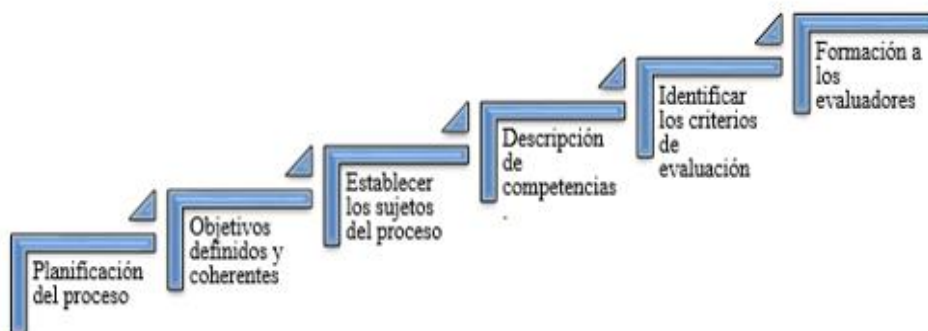 Planificación
del proceso
Objetivos
definidos y
coherentes
Establecer
los sujetos
del proceso
Descripción
de
competencias
.
Identificar
los criterios
de
evaluación
Formación a
los
evaluadores